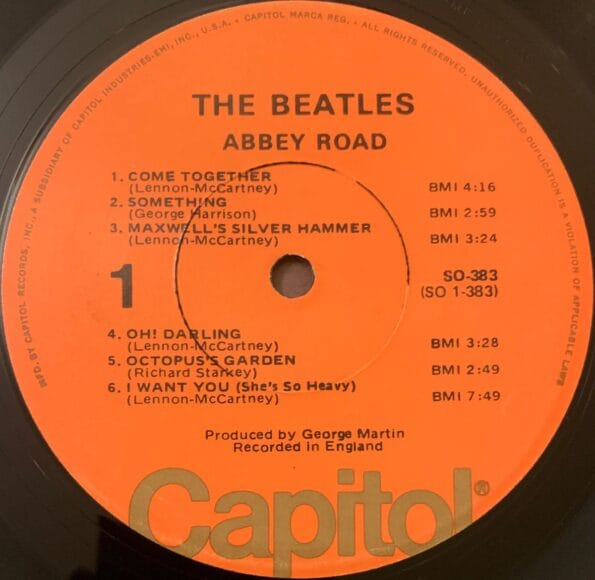 MFD. BY CAPITOL RECORDS, INC., A SUBSIDIARY OF CAPITOL INDUSTRIES-EMI, INC., U.S.A. • CAPITOL MARCA REG. • ALL RIGHTS RESERVED. UNAUTHORIZED DUPLICATION IS A VIOLATION OF APPLICABLE LAWS
THE BEATLES
ABBEY ROAD
1. COME TOGETHER
(Lennon-McCartney) BMI 4:16
2. SOMETHING
(George Harrison) BMI 2:59
3. MAXWELL'S SILVER HAMMER
(Lennon-McCartney) BMI 3:24
1
SO-383
(SO 1-383)
4. OH! DARLING
(Lennon-McCartney) BMI 3:28
5. OCTOPUS'S GARDEN
(Richard Starkey) BMI 2:49
6. I WANT YOU (She's So Heavy)
(Lennon-McCartney) BMI 7:49
Produced by George Martin
Recorded in England
Capitol®